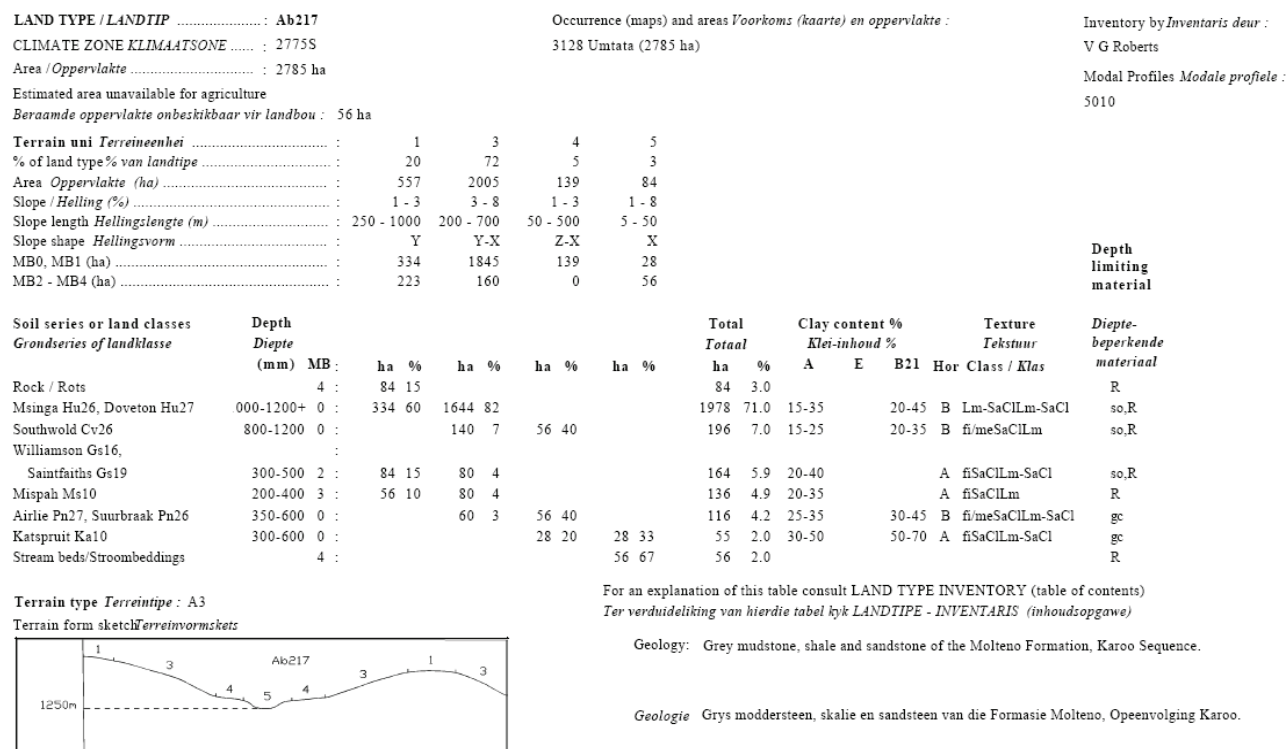 LAND TYPE / LANDTIP ..................... : Ab217 Occurrence (maps) and areas Voorkoms (kaarte) en oppervlakte : Inventory by Inventaris deur :
CLIMATE ZONE KLIMAATSONE ...... : 2775S 3128 Umtata (2785 ha) V G Roberts
Area / Oppervlakte ................................ : 2785 ha Modal Profiles Modale profiele :
Estimated area unavailable for agriculture 5010
Beraamde oppervlakte onbeskikbaar vir landbou : 56 ha
Terrain uni Terreineenhei ................................... : 1 3 4 5
% of land type % van landtipe ................................. : 20 72 5 3
Area Oppervlakte (ha) .......................................... : 557 2005 139 84
Slope / Helling (%) .................................................. : 1 - 3 3 - 8 1 - 3 1 - 8
Slope length Hellingslengte (m) .............................. : 250 - 1000 200 - 700 50 - 500 5 - 50
Slope shape Hellingsvorm ...................................... : Y Y-X Z-X X
MB0, MB1 (ha) ...................................................... : 334 1845 139 28
MB2 - MB4 (ha) ..................................................... : 223 160 0 56
Depth limiting material
Soil series or land classes Depth Total Clay content % Texture Diepte-
Grondseries of landklasse Diepte Totaal Klei-inhoud % Tekstuur beperkende
(mm) MB : ha % ha % ha % ha % ha % A E B21 Hor Class / Klas materiaal
Rock / Rots 4 : 84 15 84 3.0 R
Msinga Hu26, Doveton Hu27 000-1200+ 0 : 334 60 1644 82 1978 71.0 15-35 20-45 B Lm-SaClLm-SaCl so,R
Southwold Cv26 800-1200 0 : 140 7 56 40 196 7.0 15-25 20-35 B fi/meSaClLm so,R
Williamson Gs16, :
Saintfaiths Gs19 300-500 2 : 84 15 80 4 164 5.9 20-40 A fiSaClLm-SaCl so,R
Mispah Ms10 200-400 3 : 56 10 80 4 136 4.9 20-35 A fiSaClLm R
Airlie Pn27, Suurbraak Pn26 350-600 0 : 60 3 56 40 116 4.2 25-35 30-45 B fi/meSaClLm-SaCl gc
Katspruit Ka10 300-600 0 : 28 20 28 33 55 2.0 30-50 50-70 A fiSaClLm-SaCl gc
Stream beds/Stroombeddings 4 : 56 67 56 2.0 R
For an explanation of this table consult LAND TYPE INVENTORY (table of contents)
Terrain type Terreintipe : A3 Ter verduideliking van hierdie tabel kyk LANDTIPE - INVENTARIS (inhoudsopgawe)
Terrain form sketch Terreinvormskets
Geology: Grey mudstone, shale and sandstone of the Molteno Formation, Karoo Sequence.
1 3 Ab217 3 1 3
4 5 4
1250m
Geologie Grys moddersteen, skalie en sandsteen van die Formasie Molteno, Opeenvolging Karoo.